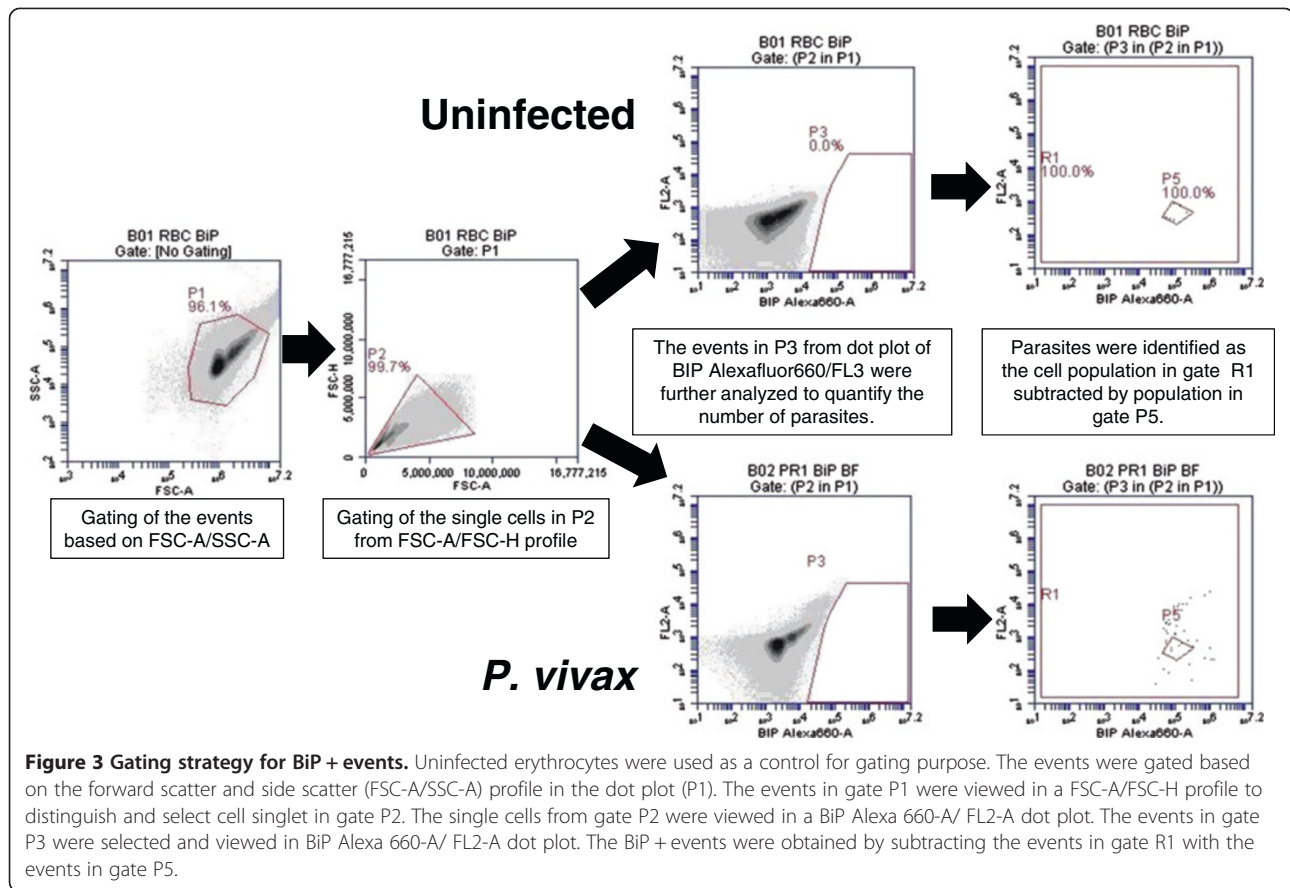 Uninfected
B01 RBC BiP
Gate: (P2 in P1)
P3
0.0%
FL2-A
BIP Alexa660-A
B01 RBC BiP
Gate: (P3 in (P2 in P1))
R1
100.0%
P5
100.0%
FL2-A
BIP Alexa660-A
B01 RBC BiP
Gate: [No Gating]
P1
96.1%
SSC-A
FSC-A
B01 RBC BiP
Gate: P1
16,777,215
10,000,000
5,000,000
0
P2
99.7%
FSC-H
0
5,000,000
10,000,000
16,777,215
FSC-A
Gating of the events
based on FSC-A/SSC-A
Gating of the single cells in P2
from FSC-A/FSC-H profile
The events in P3 from dot plot of
BIP Alexafluor660/FL3 were
further analyzed to quantify the
number of parasites.
Parasites were identified as
the cell population in gate R1
subtracted by population in
gate P5.
P. vivax
B02 PR1 BiP BF
Gate: (P2 in P1)
P3
FL2-A
BIP Alexa660-A
B02 PR1 BiP BF
Gate: (P3 in (P2 in P1))
R1
P5
FL2-A
BIP Alexa660-A
Figure 3 Gating strategy for BiP + events. Uninfected erythrocytes were used as a control for gating purpose. The events were gated based
on the forward scatter and side scatter (FSC-A/SSC-A) profile in the dot plot (P1). The events in gate P1 were viewed in a FSC-A/FSC-H profile to
distinguish and select cell singlet in gate P2. The single cells from gate P2 were viewed in a BiP Alexa 660-A/ FL2-A dot plot. The events in gate
P3 were selected and viewed in BiP Alexa 660-A/ FL2-A dot plot. The BiP + events were obtained by subtracting the events in gate R1 with the
events in gate P5.